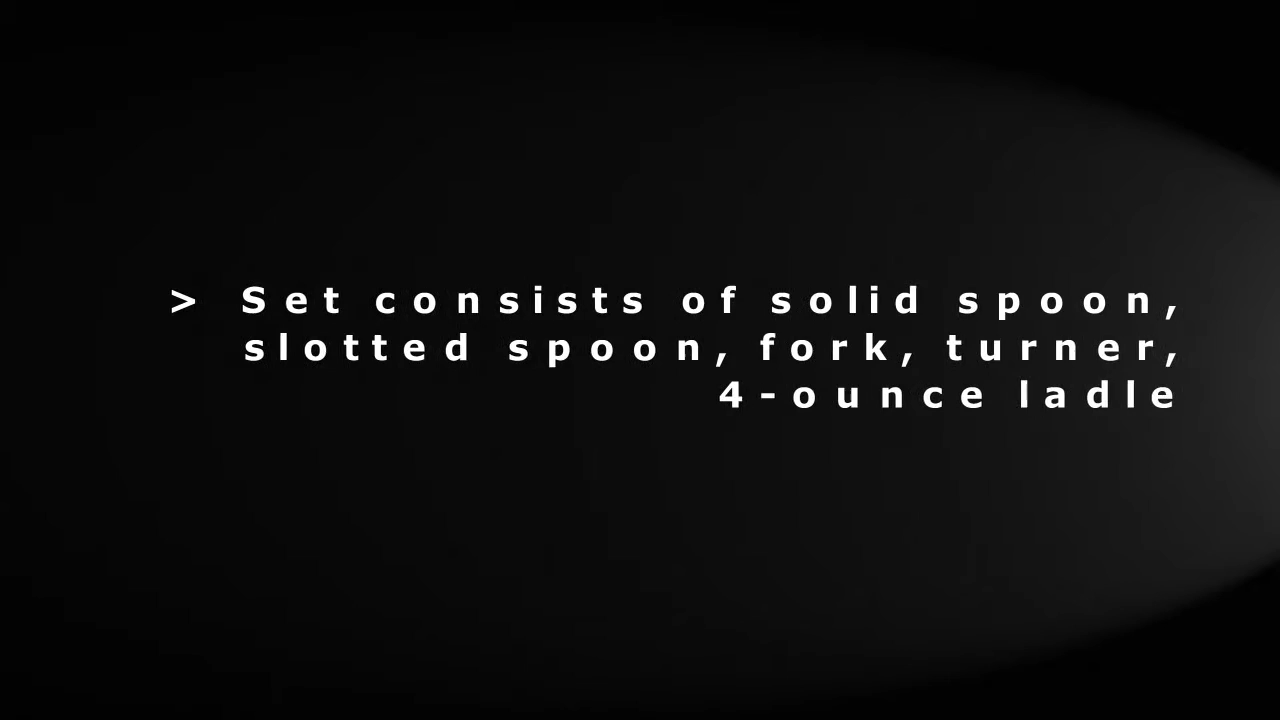 > Set consists of solid spoon,
slotted spoon, fork, turner,
4-ounce ladle